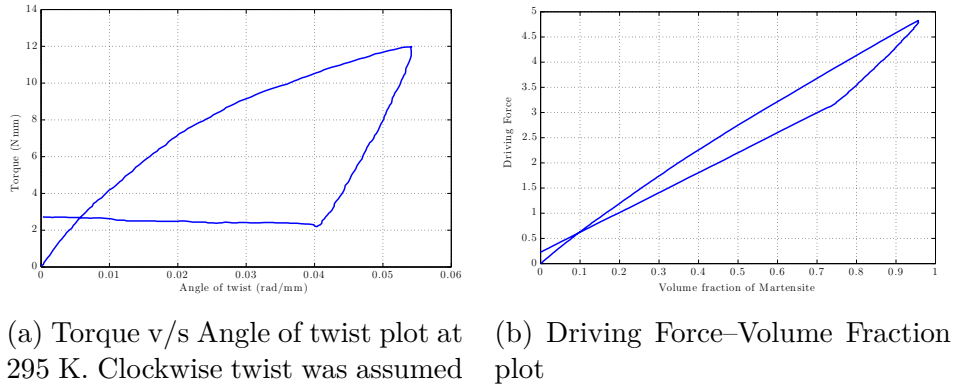 14
12
10
8
6
4
2
0
0 0.01 0.02 0.03 0.04 0.05 0.06
Torque (N mm)
Angle of twist (rad/mm)
5
4.5
4
3.5
3
2.5
2
1.5
1
0.5
0
0 0.1 0.2 0.3 0.4 0.5 0.6 0.7 0.8 0.9 1
Driving Force
Volume fraction of Martensite
(a) Torque v/s Angle of twist plot at
295 K. Clockwise twist was assumed
(b) Driving Force–Volume Fraction
plot